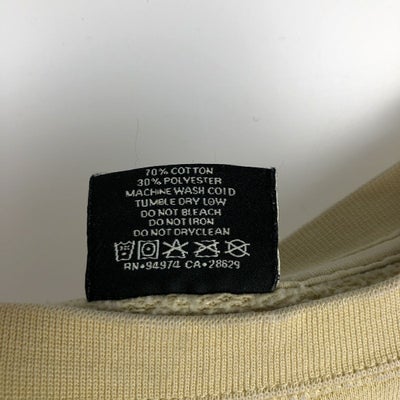 70% COTTON
30% POLYESTER
MACHINE WASH COLD
TUMBLE DRY LOW
DO NOT BLEACH
DO NOT IRON
DO NOT DRYCLEAN
RN•94974 CA•28629